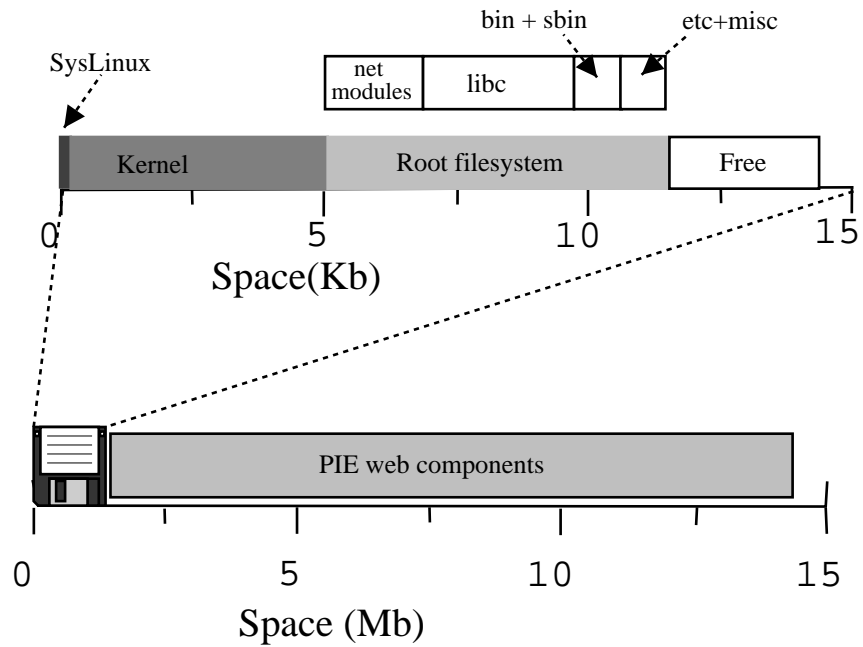 bin + sbin
etc+misc
SysLinux
net
modules
libc
Kernel
Root filesystem
Free
0
5
10
15
Space(Kb)
PIE web components
0
5
10
15
Space (Mb)